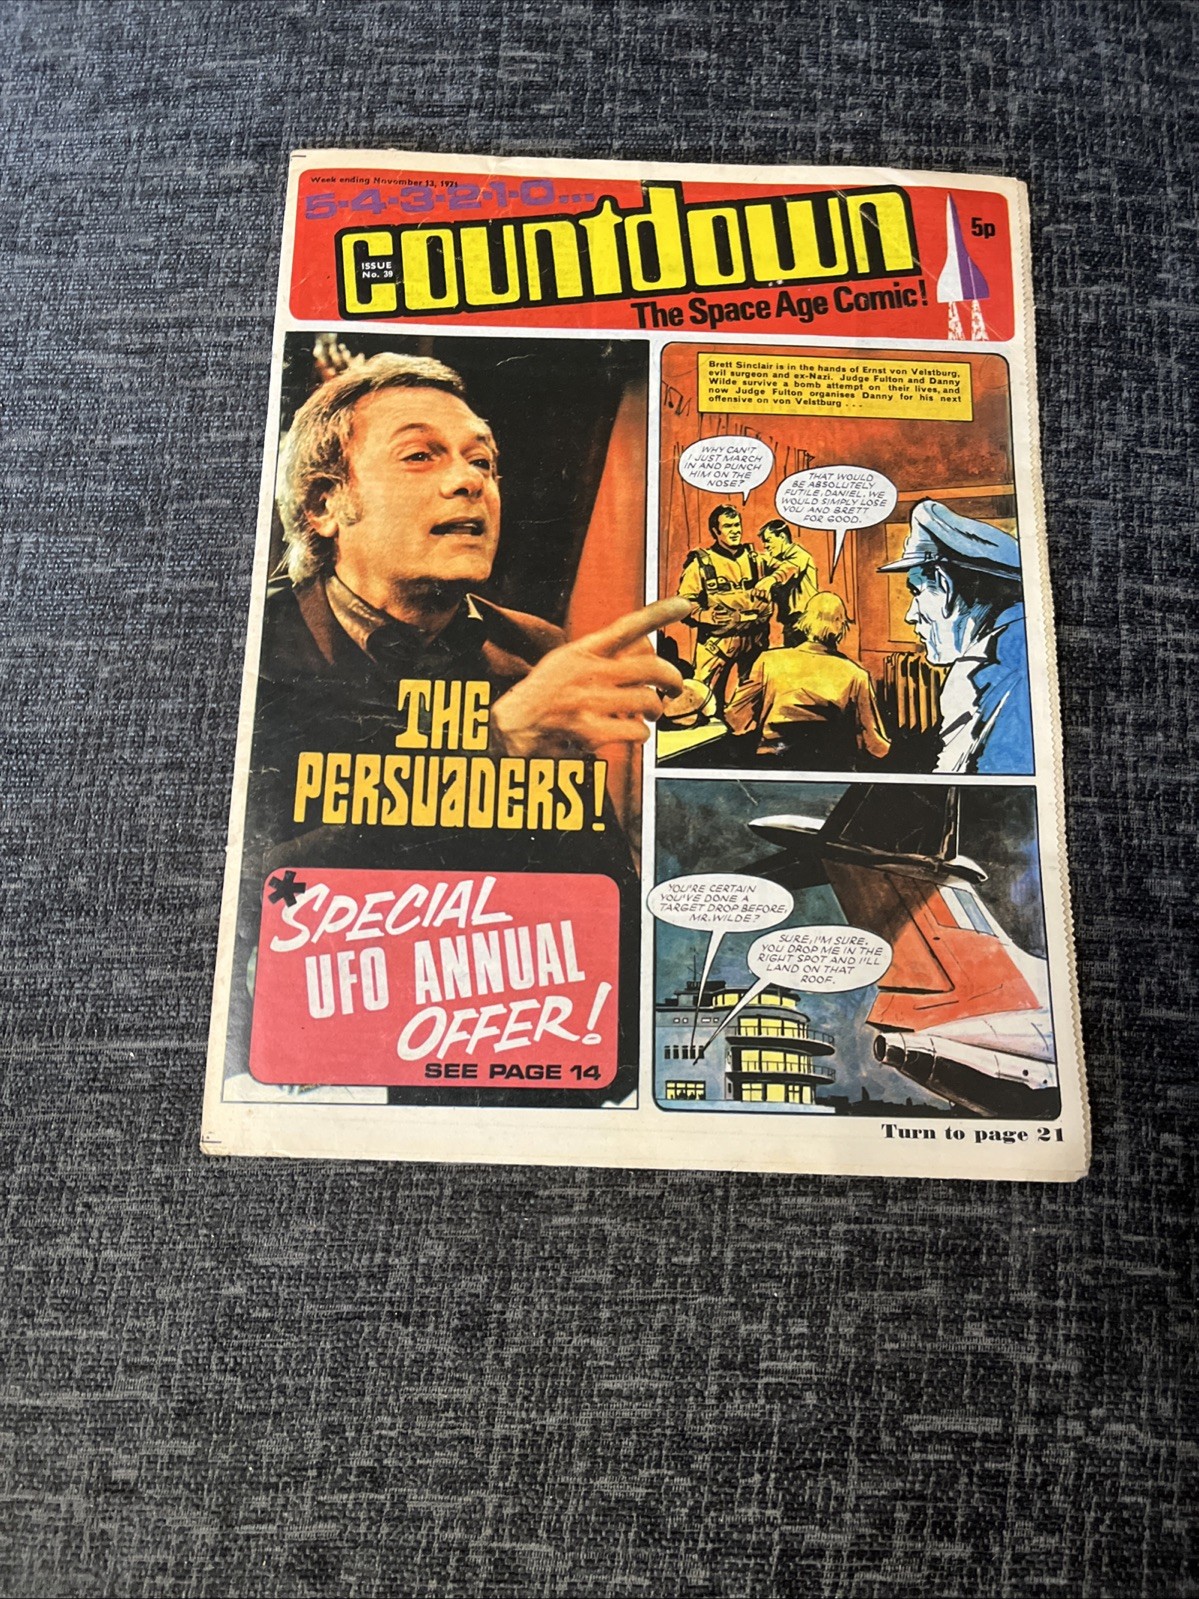 Week ending November 13, 1971
5-4-3-2-1-0...
countdown
ISSUE
No. 39
5p
The Space Age Comic!
Brett Sinclair is in the hands of Ernst von Velstburg,
evil surgeon and ex-Nazi. Judge Fulton and Danny
Wilde survive a bomb attempt on their lives, and
now Judge Fulton organises Danny for his next
offensive on von Velstburg . . .
WHY CAN'T
I JUST MARCH
IN AND PUNCH
HIM ON THE
NOSE?
THAT WOULD
BE ABSOLUTELY
FUTILE, DANIEL, WE
WOULD SIMPLY LOSE
YOU AND BRETT
FOR GOOD.
THE
PERSUADERS!
*SPECIAL
UFO ANNUAL
OFFER!
SEE PAGE 14
YOU'RE CERTAIN
YOU'VE DONE A
TARGET DROP BEFORE,
MR. WILDE?
SURE, I'M SURE.
YOU DROP ME IN THE
RIGHT SPOT AND I'LL
LAND ON THAT
ROOF.
Turn to page 21